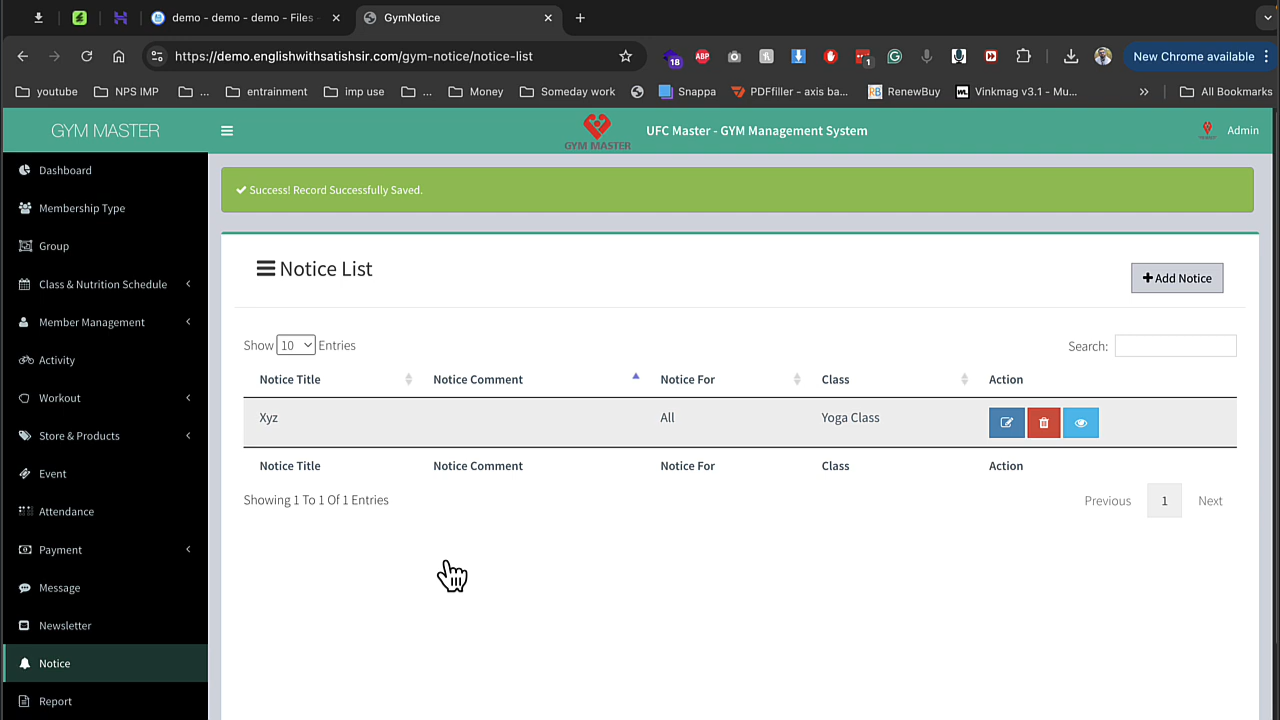 demo - demo - demo - Files
GymNotice
https://demo.englishwithsatishsir.com/gym-notice/notice-list
18
ABP
1
New Chrome available
youtube
NPS IMP
...
entrainment
imp use
...
Money
Someday work
Snappa
PDFfiller - axis ba...
RB
RenewBuy
Vinkmag v3.1 - Mu...
»
All Bookmarks
GYM MASTER
GYM MASTER
UFC Master - GYM Management System
Admin
Dashboard
Membership Type
Group
Class & Nutrition Schedule
Member Management
Activity
Workout
Store & Products
Event
Attendance
Payment
Message
Newsletter
Notice
Report
Success! Record Successfully Saved.
Notice List
Add Notice
Show 10 Entries
Search:
Notice Title Notice Comment Notice For Class Action
Xyz All Yoga Class
Notice Title Notice Comment Notice For Class Action
Showing 1 To 1 Of 1 Entries
Previous 1 Next